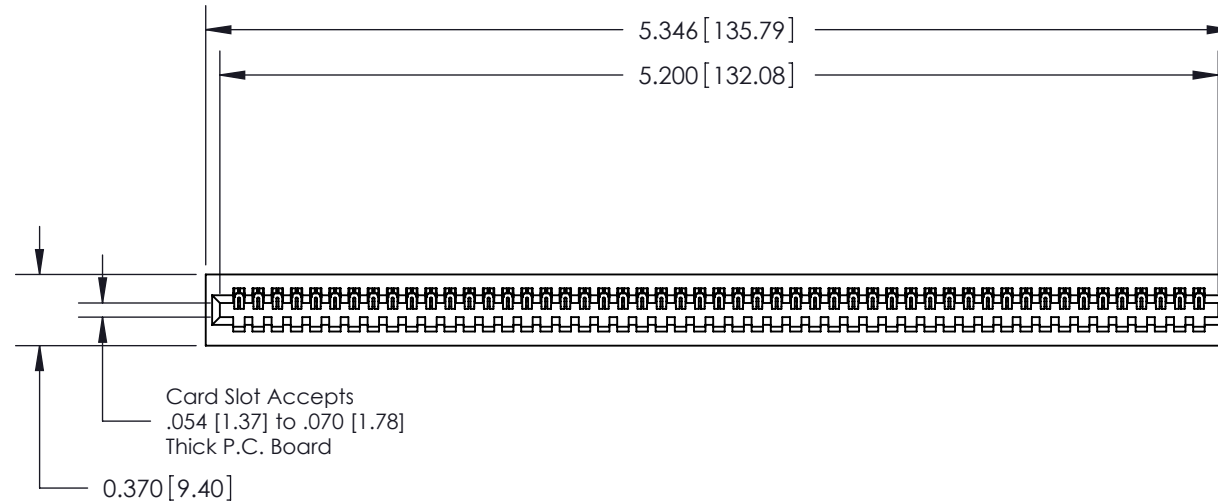 5.346 [135.79]
5.200 [132.08]
Card Slot Accepts
.054 [1.37] to .070 [1.78]
Thick P.C. Board
0.370 [9.40]